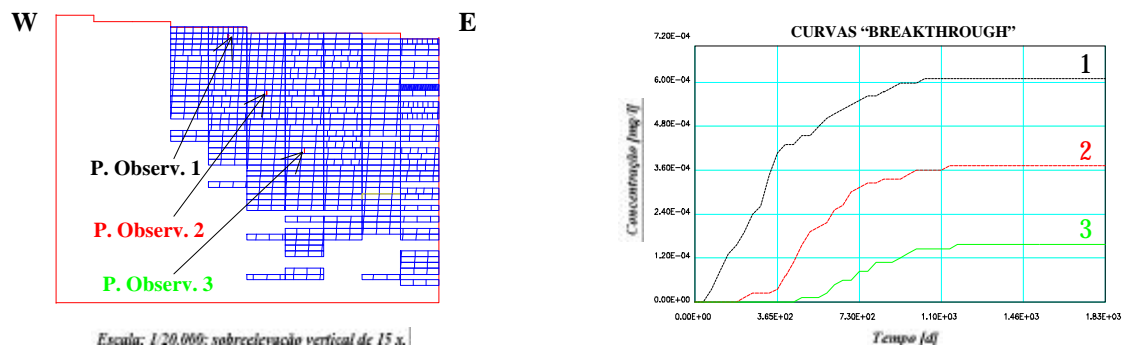 W
E
P. Observ. 1
P. Observ. 2
P. Observ. 3
Escala: 1/20.000; sobreelevação vertical de 15 x.
CURVAS “BREAKTHROUGH”
7.20E-04
6.00E-04
4.80E-04
3.60E-04
2.40E-04
1.20E-04
0.00E+00
Concentração [mg/l]
1
2
3
0.00E+00
3.65E+02
7.30E+02
1.10E+03
1.46E+03
1.83E+03
Tempo [d]